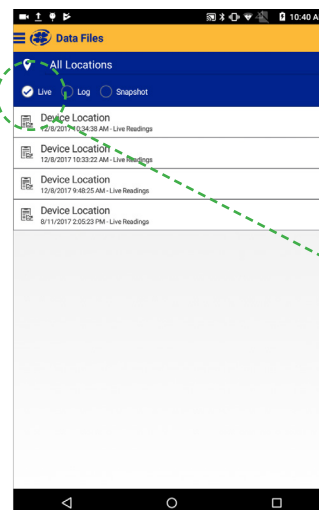 10:40 A
Data Files
All Locations
Live Log Snapshot
Device Location
12/8/2017 10:34:38 AM - Live Readings
Device Location
12/8/2017 10:33:22 AM - Live Readings
Device Location
12/8/2017 9:48:25 AM - Live Readings
Device Location
8/11/2017 2:05:23 PM - Live Readings